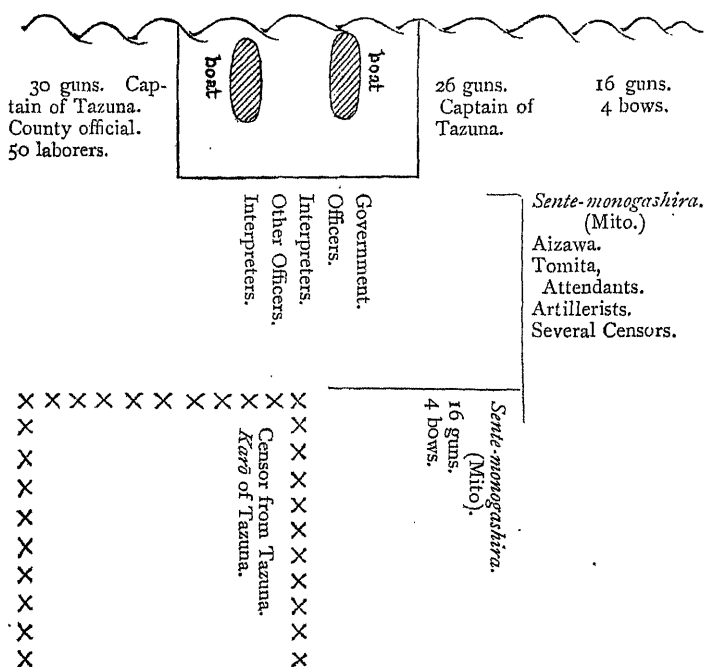 boat
boat
30 guns. Cap-
tain of Tazuna.
County official.
50 laborers.
26 guns.
Captain of
Tazuna.
16 guns.
4 bows.
Government.
Officers.
Interpreters.
Other Officers.
Interpreters.
Sente-monogashira.
(Mito.)
Aizawa.
Tomita,
Attendants.
Artillerists.
Several Censors.
Sente-monogashira.
(Mito).
16 guns.
4 bows.
Censor from Tazuna.
Karō of Tazuna.
X X X X X X X X X X X
X X
X X
X X
X X
X X
X X
X X
X X